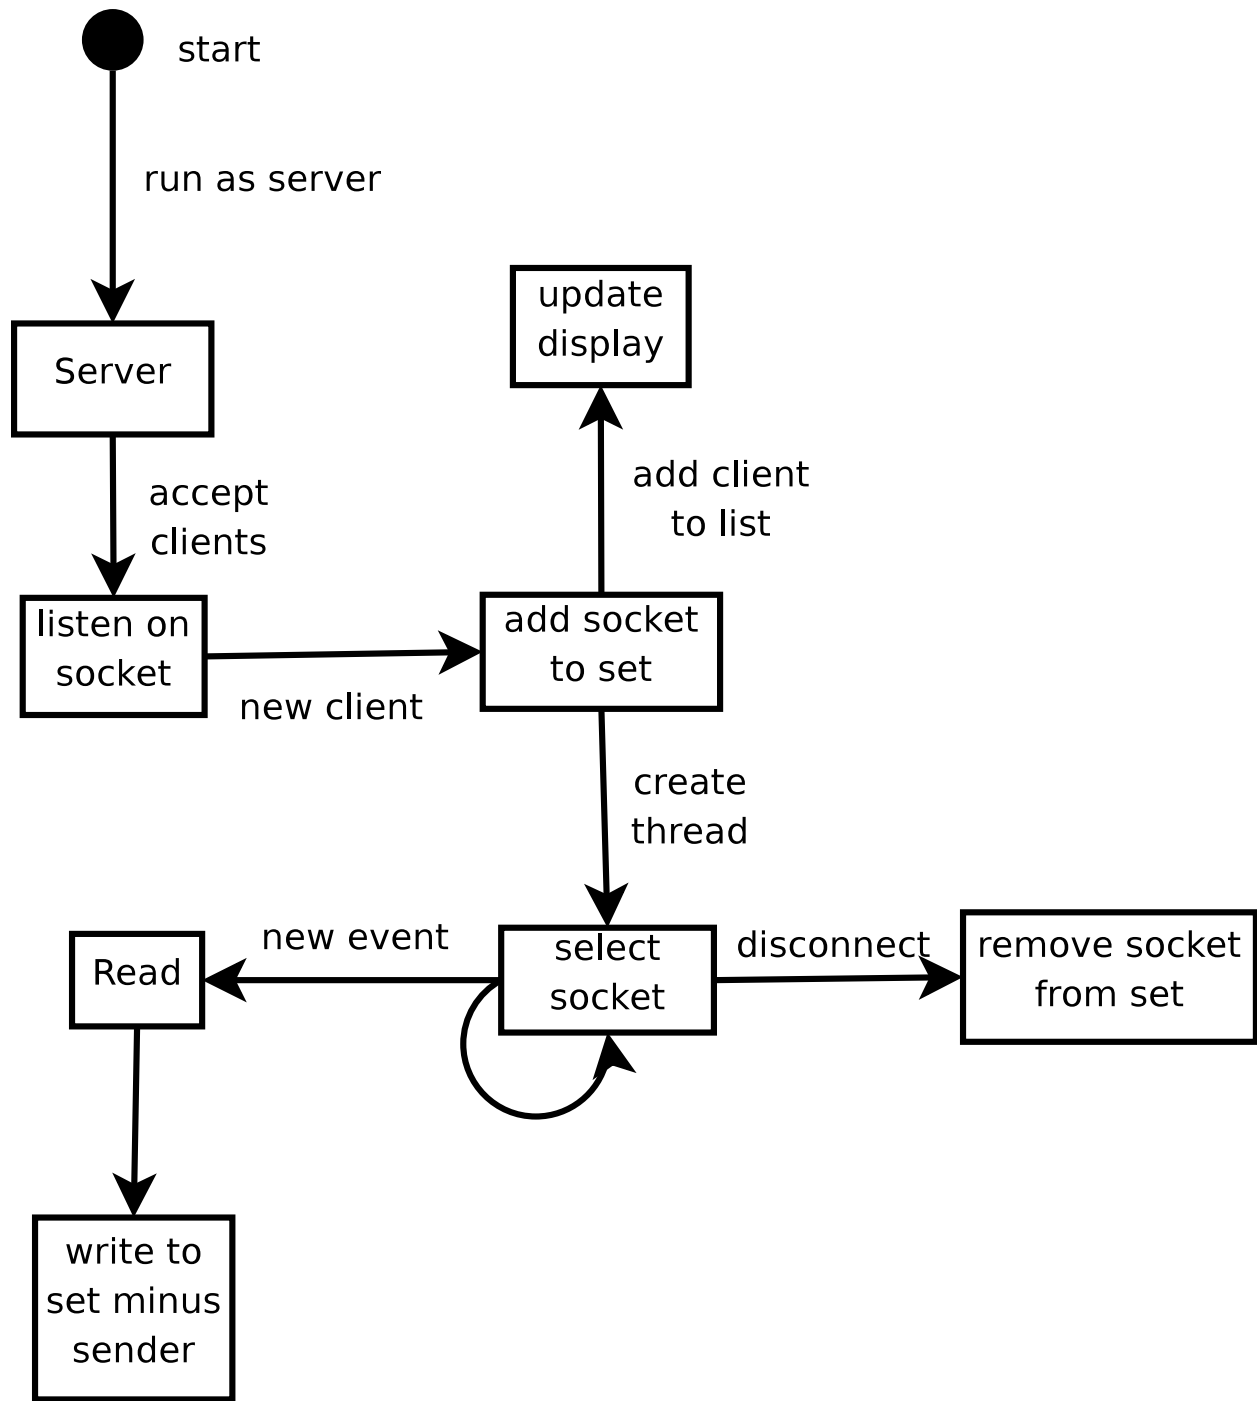 start
run as server
Server
update
display
accept
clients
add client
to list
listen on
socket
new client
add socket
to set
create
thread
new event
Read
select
socket
disconnect
remove socket
from set
write to
set minus
sender